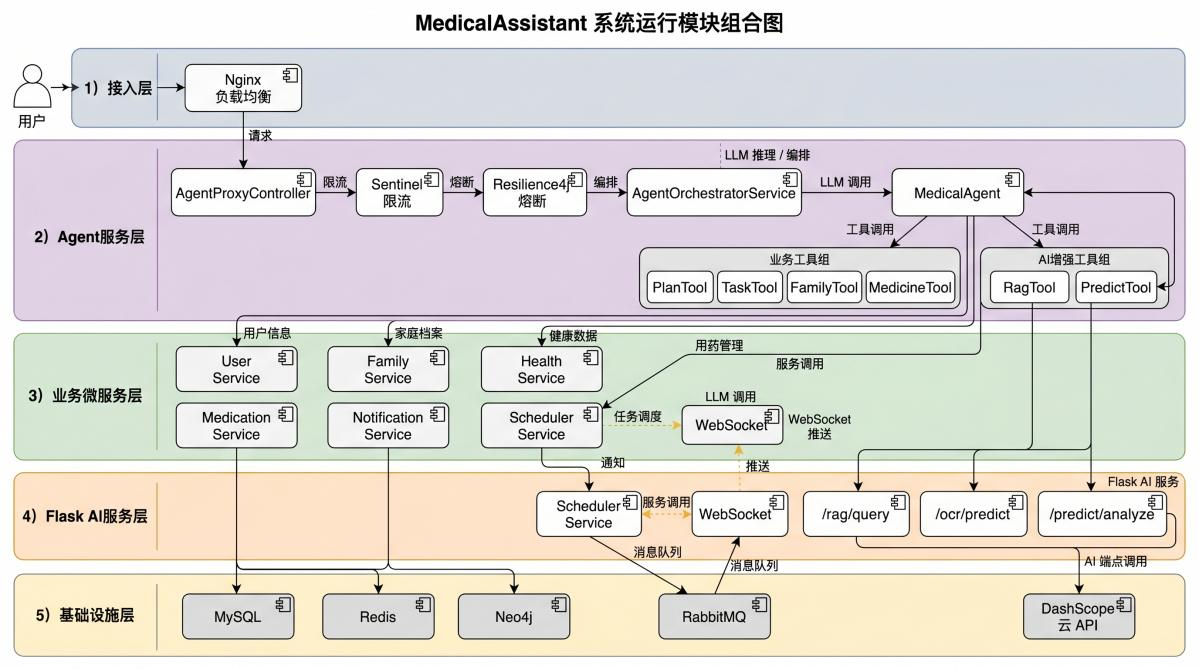 MedicalAssistant 系统运行模块组合图
用户
1）接入层
Nginx
负载均衡
请求
LLM 推理 / 编排
2）Agent服务层
AgentProxyController
限流
Sentinel
限流
熔断
Resilience4j
熔断
编排
AgentOrchestratorService
LLM 调用
MedicalAgent
工具调用
工具调用
业务工具组
PlanTool
TaskTool
FamilyTool
MedicineTool
AI增强工具组
RagTool
PredictTool
3）业务微服务层
用户信息
家庭档案
健康数据
用药管理
服务调用
User
Service
Family
Service
Health
Service
Medication
Service
Notification
Service
Scheduler
Service
任务调度
LLM 调用
WebSocket
WebSocket
推送
通知
推送
4）Flask AI服务层
Flask AI 服务
Scheduler
Service
服务调用
WebSocket
/rag/query
/ocr/predict
/predict/analyze
消息队列
消息队列
AI 端点调用
5）基础设施层
MySQL
Redis
Neo4j
RabbitMQ
DashScope
云 API